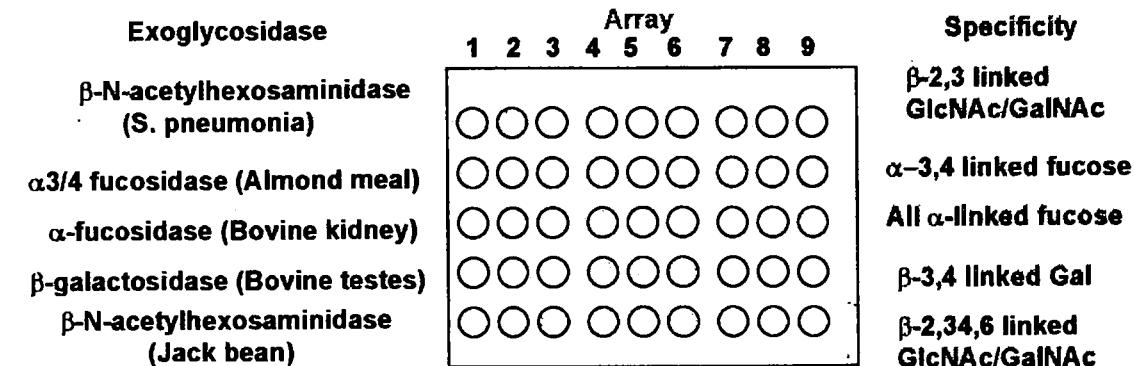 Exoglycosidase
Array
Specificity
1 2 3 4 5 6 7 8 9
β-N-acetylhexosaminidase
(S. pneumonia)
β-2,3 linked
GlcNAc/GalNAc
α3/4 fucosidase (Almond meal)
α–3,4 linked fucose
α-fucosidase (Bovine kidney)
All α-linked fucose
β-galactosidase (Bovine testes)
β-3,4 linked Gal
β-N-acetylhexosaminidase
(Jack bean)
β-2,34,6 linked
GlcNAc/GalNAc